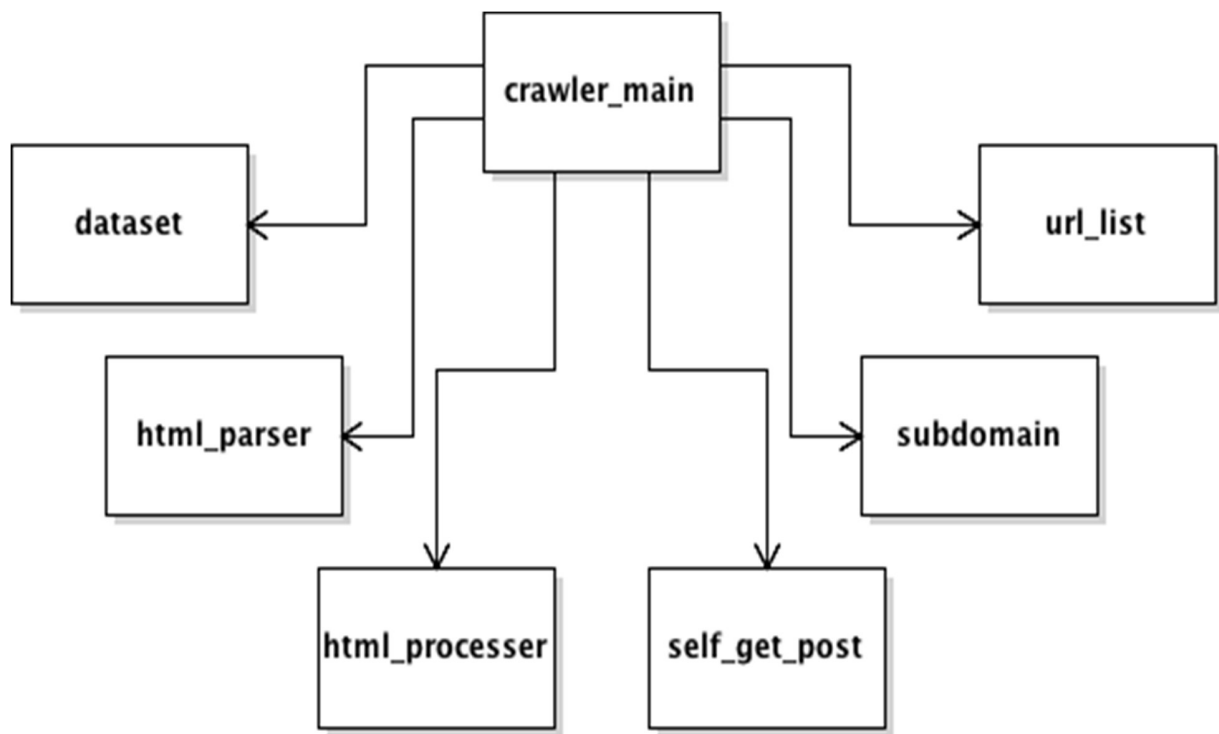 crawler_main
dataset
url_list
html_parser
subdomain
html_processer
self_get_post